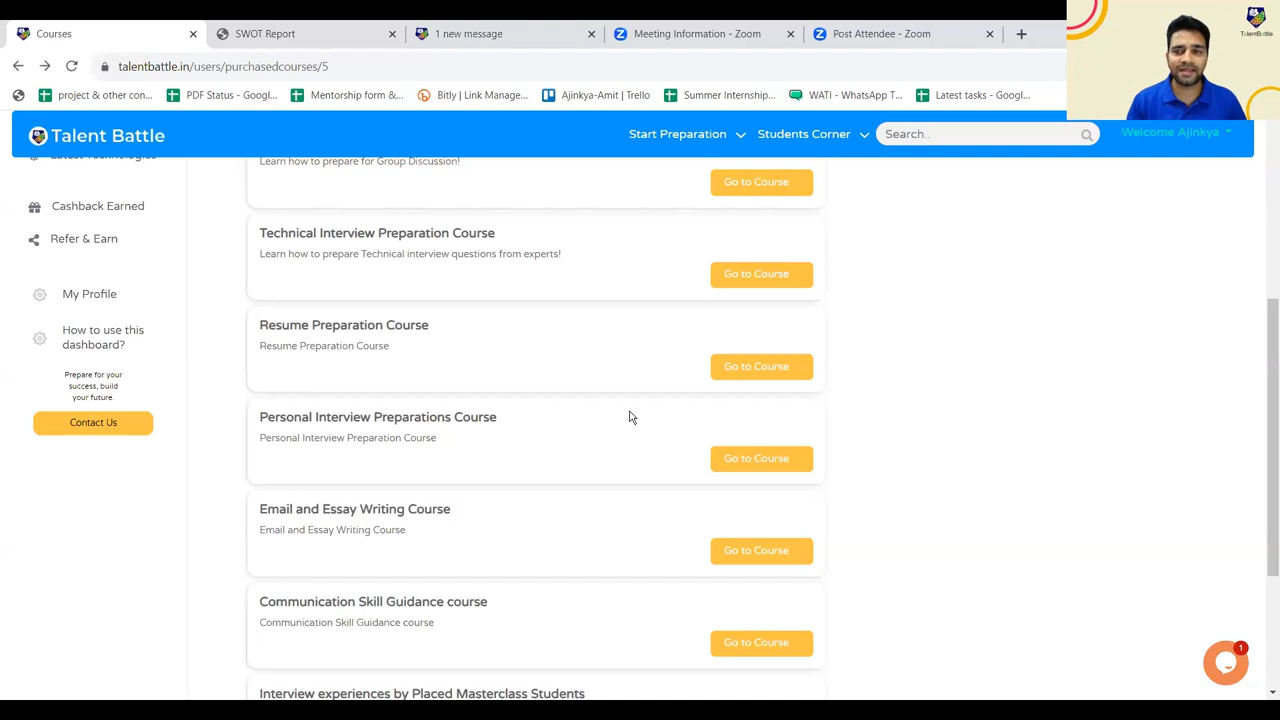 Courses
SWOT Report
1 new message
Meeting Information - Zoom
Post Attendee - Zoom
TalentBattle
talentbattle.in/users/purchasedcourses/5
project & other con...
PDF Status - Googl...
Mentorship form &...
Bitly | Link Manage...
Ajinkya-Amit | Trello
Summer Internship...
WATI - WhatsApp T...
Latest tasks - Googl...
Talent Battle
Start Preparation
Students Corner
Search..
Welcome Ajinkya
Latest Technologies
Cashback Earned
Refer & Earn
My Profile
How to use this
dashboard?
Prepare for your
success, build
your future.
Contact Us
Learn how to prepare for Group Discussion!
Go to Course
Technical Interview Preparation Course
Learn how to prepare Technical interview questions from experts!
Go to Course
Resume Preparation Course
Resume Preparation Course
Go to Course
Personal Interview Preparations Course
Personal Interview Preparation Course
Go to Course
Email and Essay Writing Course
Email and Essay Writing Course
Go to Course
Communication Skill Guidance course
Communication Skill Guidance course
Go to Course
Interview experiences by Placed Masterclass Students
1